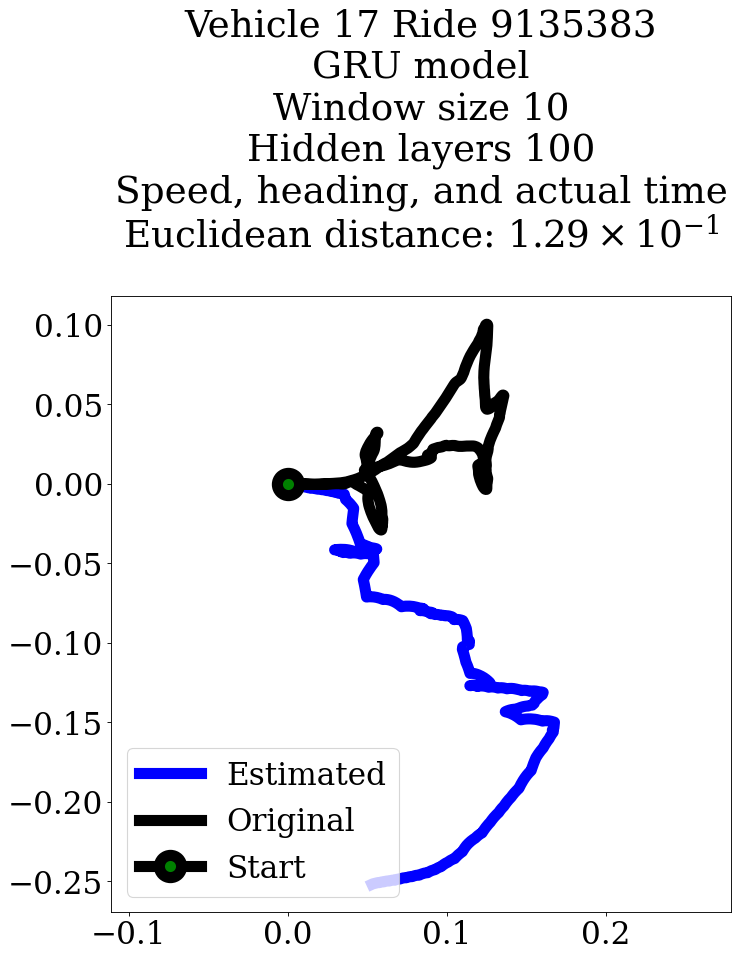 Vehicle 17 Ride 9135383
GRU model
Window size 10
Hidden layers 100
Speed, heading, and actual time
Euclidean distance: 1.29 × 10⁻¹
0.10
0.05
0.00
−0.05
−0.10
−0.15
−0.20
−0.25
Estimated
Original
Start
−0.1 0.0 0.1 0.2